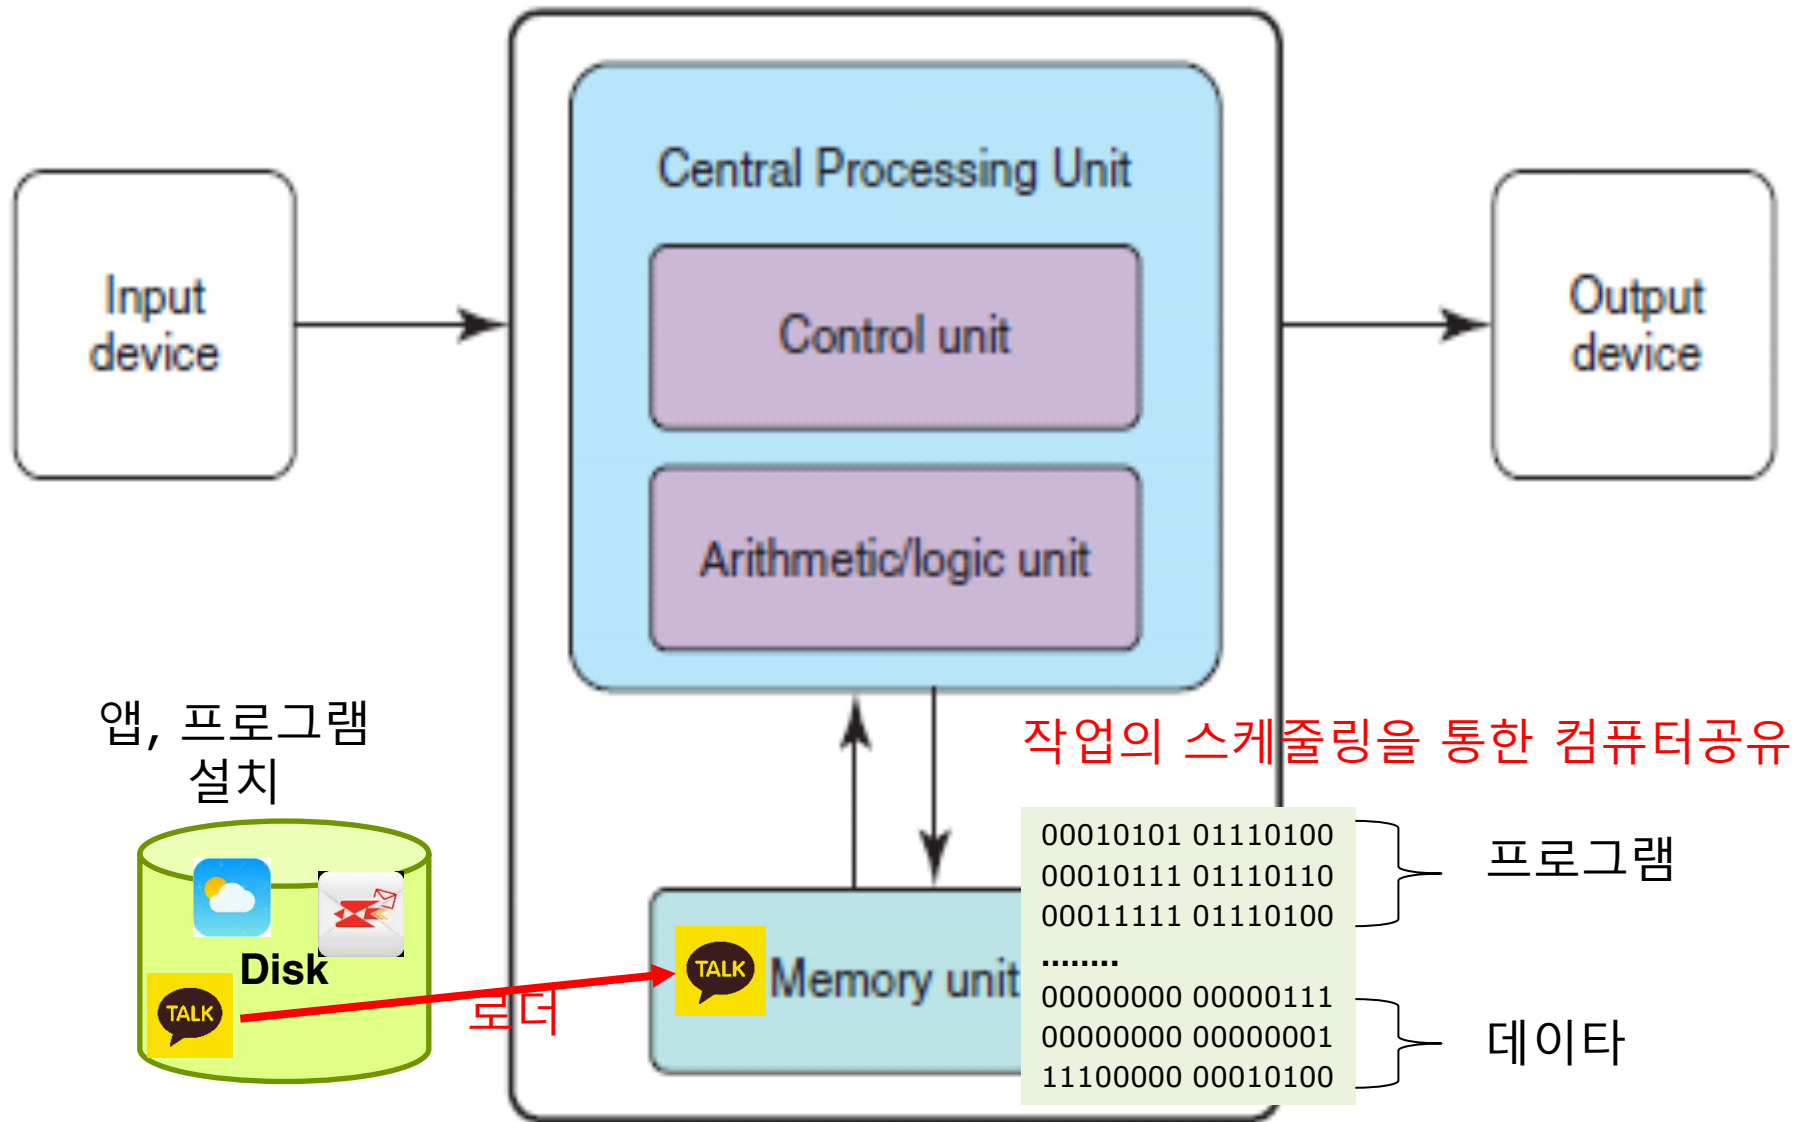 Central Processing Unit
Input
device
Control unit
Output
device
Arithmetic/logic unit
앱, 프로그램
설치
작업의 스케줄링을 통한 컴퓨터공유
00010101 01110100
00010111 01110110
00011111 01110100
........
00000000 00000111
00000000 00000001
11100000 00010100
프로그램
데이타
Disk
TALK
로더
TALK
Memory unit